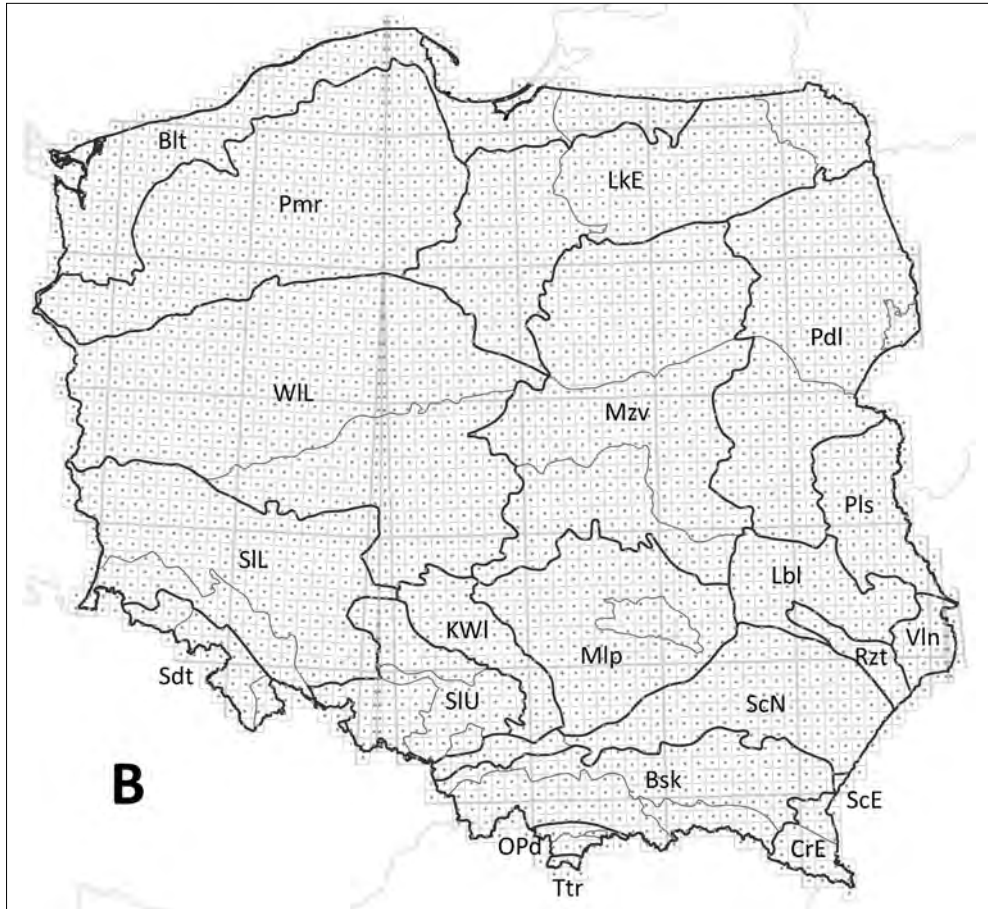 Blt
LkE
Pmr
Pdl
WlL
Mzv
Pls
SlL
Lbl
KWl
Vln
Mlp
Rzt
Sdt
SlU
ScN
B
Bsk
ScE
OPd
CrE
Ttr